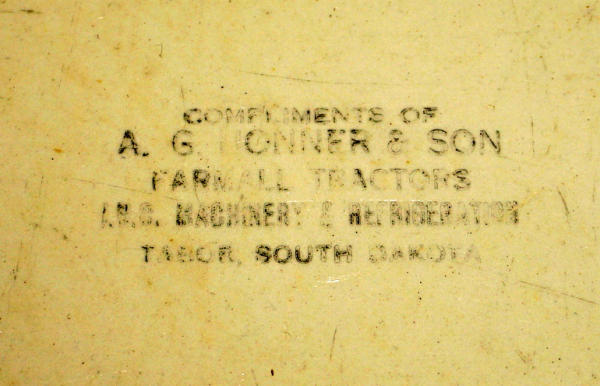 COMPLIMENTS OF
A. G. & SON
FARMALL TRACTORS
MACHINERY & REFRIGERATION
TABOR, SOUTH DAKOTA